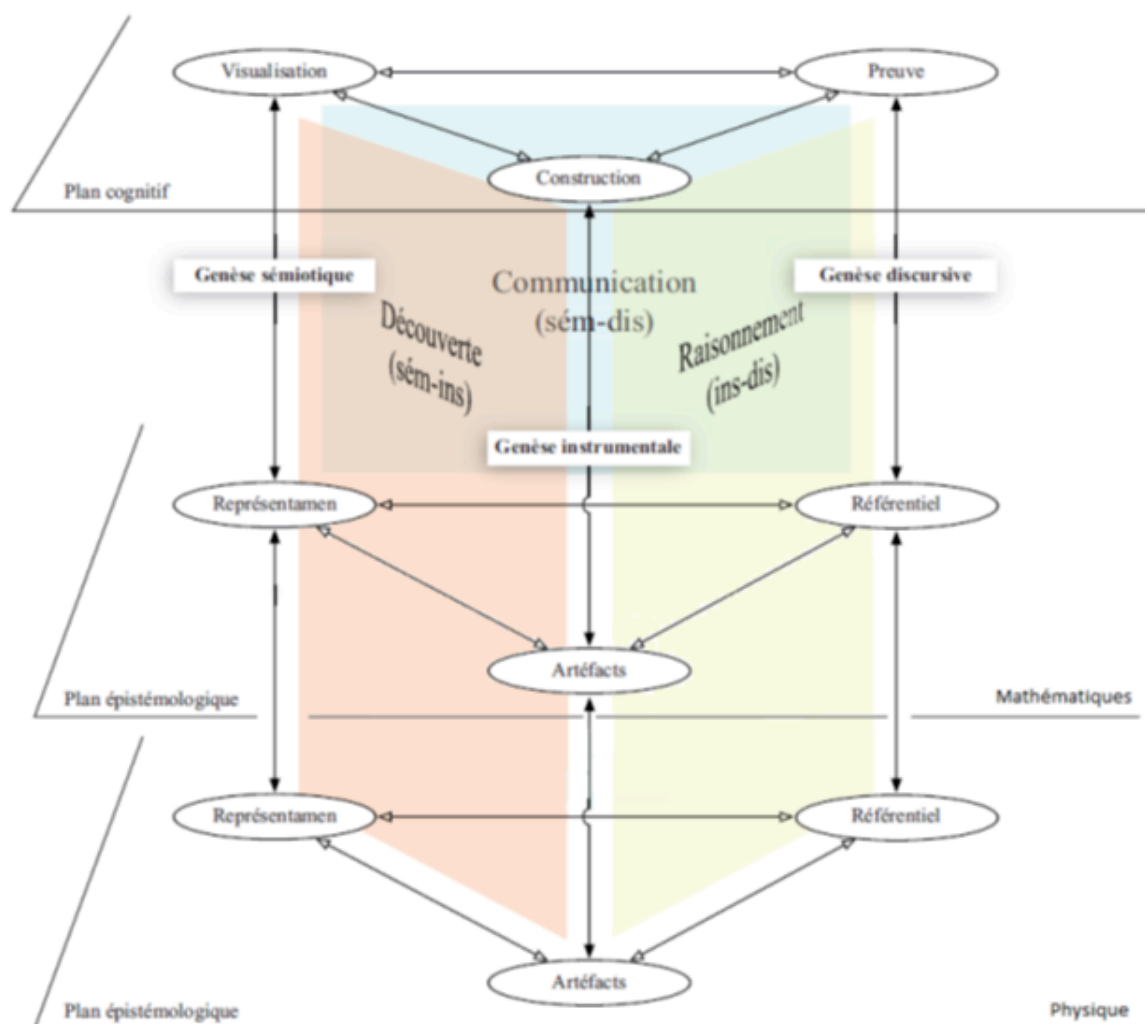 Visualisation
Preuve
Construction
Plan cognitif
Genèse sémiotique
Genèse discursive
Communication
(sém-dis)
Découverte
(sém-ins)
Raisonnement
(ins-dis)
Genèse instrumentale
Représentamen
Référentiel
Artéfacts
Plan épistémologique
Mathématiques
Représentamen
Référentiel
Artéfacts
Plan épistémologique
Physique